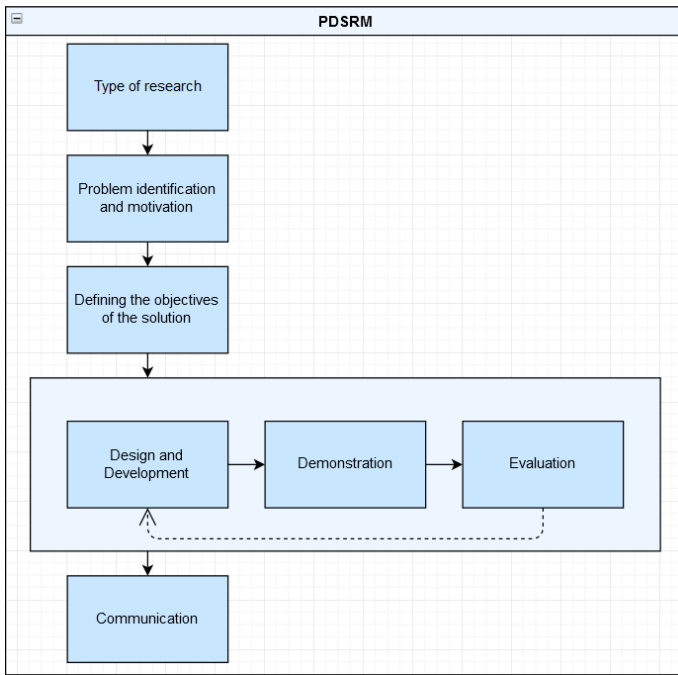 PDSRM
Type of research
Problem identification
and motivation
Defining the objectives
of the solution
Design and
Development
Demonstration
Evaluation
Communication